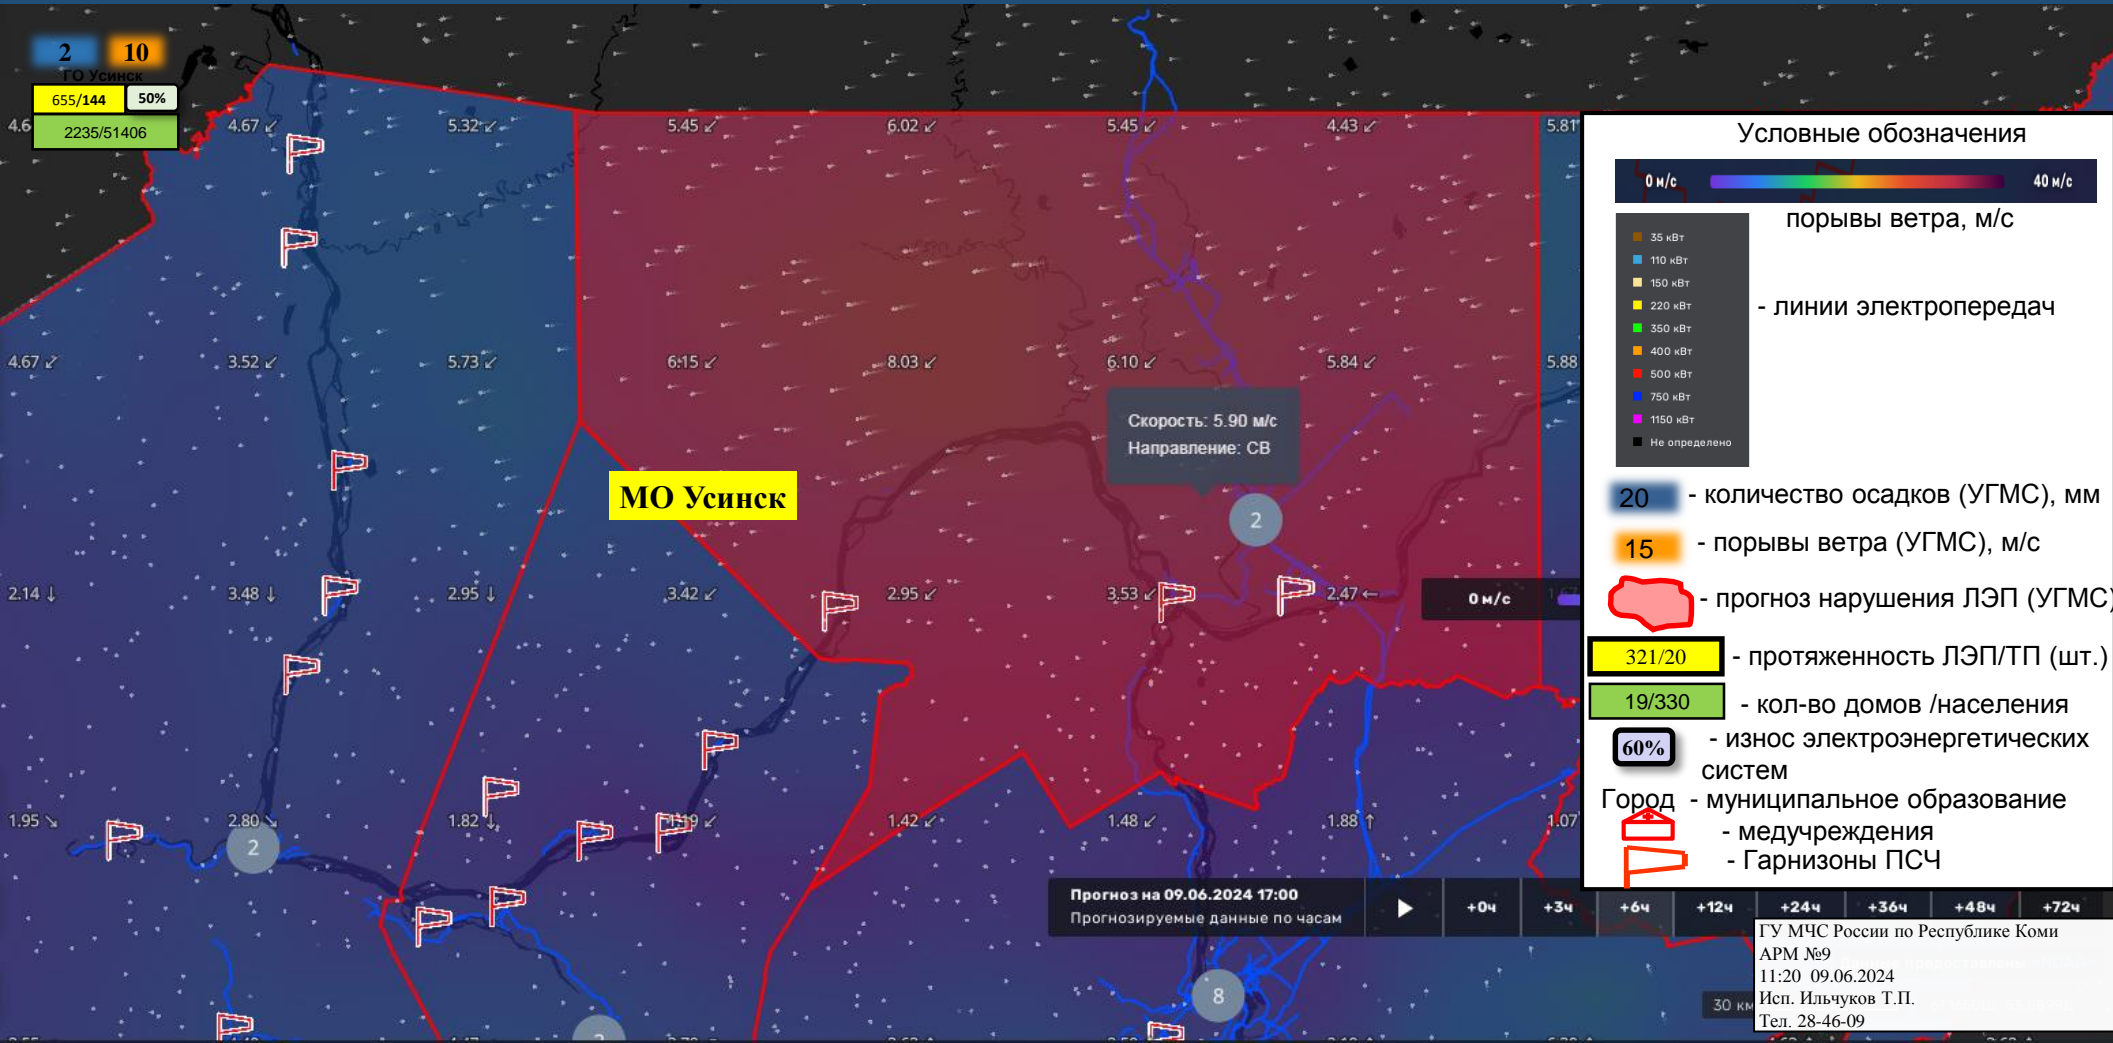 2 10
ГО Усинск
655/144 50%
2235/51406
4.67 ↙ 5.32 ↙ 5.45 ↙ 6.02 ↙ 5.45 ↙ 4.43 ↙ 5.81
4.67 ↙ 3.52 ↙ 5.73 ↙ 6.15 ↙ 8.03 ↙ 6.10 ↙ 5.84 ↙ 5.88
Скорость: 5.90 м/с
Направление: СВ
МО Усинск
2
2.14 ↓ 3.48 ↓ 2.95 ↓ 3.42 ↙ 2.95 ↙ 3.53 ↙ 2.47 ←
0 м/с
1.95 ↘ 2.80 ↘ 1.82 ↓ 1.42 ↙ 1.48 ↙ 1.88 ↑ 1.07
2
8
Прогноз на 09.06.2024 17:00
Прогнозируемые данные по часам
+0ч +3ч +6ч +12ч +24ч +36ч +48ч +72ч
30 км
Условные обозначения
0 м/с 40 м/с
порывы ветра, м/с
35 кВт
110 кВт
150 кВт
220 кВт
350 кВт
400 кВт
500 кВт
750 кВт
1150 кВт
Не определено
- линии электропередач
20 - количество осадков (УГМС), мм
15 - порывы ветра (УГМС), м/с
- прогноз нарушения ЛЭП (УГМС)
321/20 - протяженность ЛЭП/ТП (шт.)
19/330 - кол-во домов /населения
60% - износ электроэнергетических
систем
Город - муниципальное образование
- медучреждения
- Гарнизоны ПСЧ
ГУ МЧС России по Республике Коми
АРМ №9
11:20 09.06.2024
Исп. Ильчуков Т.П.
Тел. 28-46-09